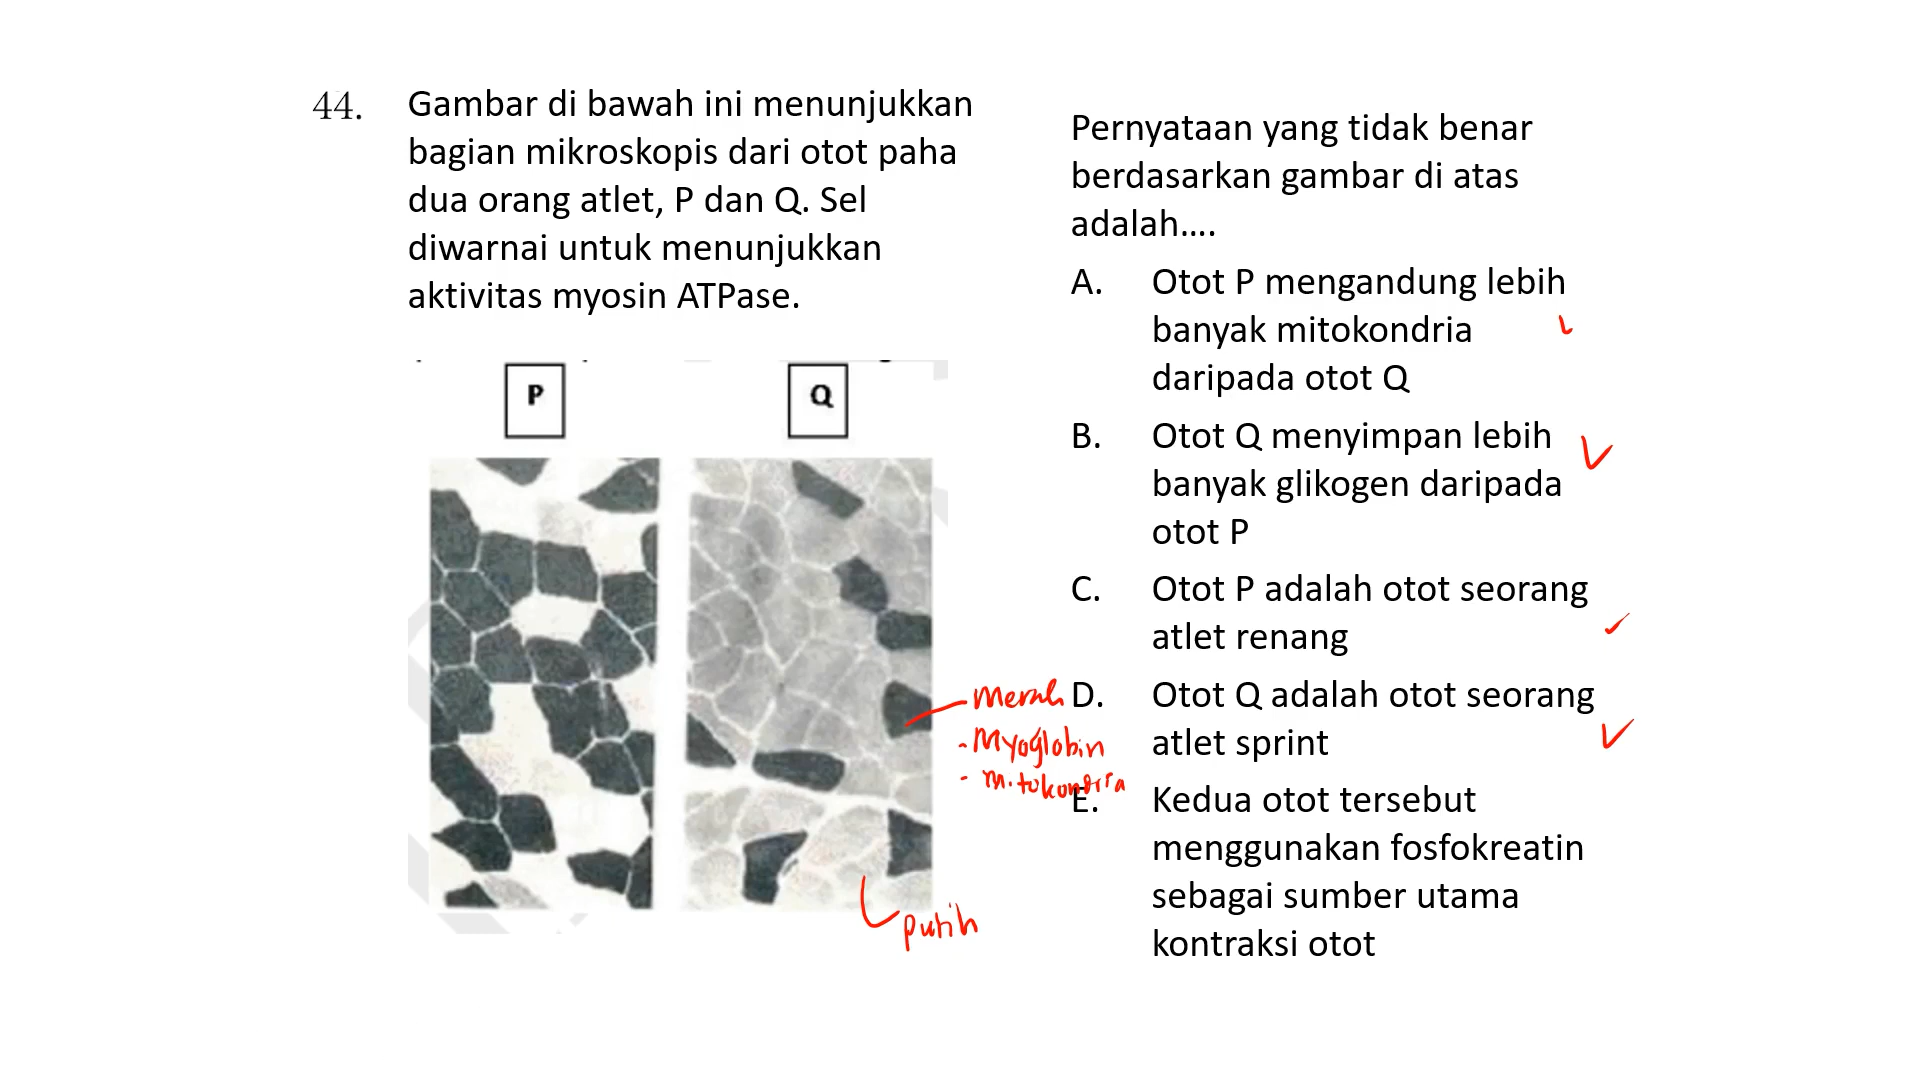 44. Gambar di bawah ini menunjukkan
bagian mikroskopis dari otot paha
dua orang atlet, P dan Q. Sel
diwarnai untuk menunjukkan
aktivitas myosin ATPase.
P
Q
putih
Pernyataan yang tidak benar
berdasarkan gambar di atas
adalah....
A. Otot P mengandung lebih
banyak mitokondria
daripada otot Q
B. Otot Q menyimpan lebih
banyak glikogen daripada
otot P
C. Otot P adalah otot seorang
atlet renang
merah
- Myoglobin
- mitokondria
D. Otot Q adalah otot seorang
atlet sprint
E. Kedua otot tersebut
menggunakan fosfokreatin
sebagai sumber utama
kontraksi otot